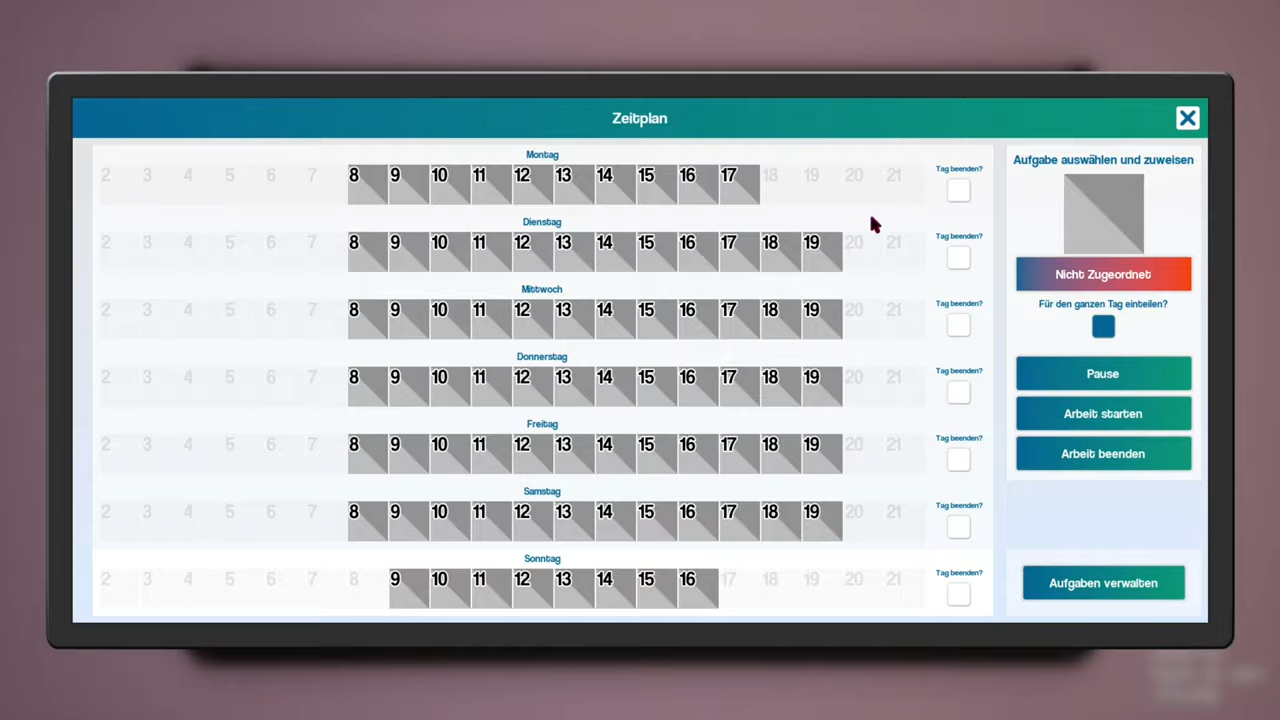 Zeitplan
Montag
2 3 4 5 6 7 8 9 10 11 12 13 14 15 16 17 18 19 20 21
Tag beenden?
Dienstag
2 3 4 5 6 7 8 9 10 11 12 13 14 15 16 17 18 19 20 21
Tag beenden?
Mittwoch
2 3 4 5 6 7 8 9 10 11 12 13 14 15 16 17 18 19 20 21
Tag beenden?
Donnerstag
2 3 4 5 6 7 8 9 10 11 12 13 14 15 16 17 18 19 20 21
Tag beenden?
Freitag
2 3 4 5 6 7 8 9 10 11 12 13 14 15 16 17 18 19 20 21
Tag beenden?
Samstag
2 3 4 5 6 7 8 9 10 11 12 13 14 15 16 17 18 19 20 21
Tag beenden?
Sonntag
2 3 4 5 6 7 8 9 10 11 12 13 14 15 16 17 18 19 20 21
Tag beenden?
Aufgabe auswählen und zuweisen
Nicht Zugeordnet
Für den ganzen Tag einteilen?
Pause
Arbeit starten
Arbeit beenden
Aufgaben verwalten